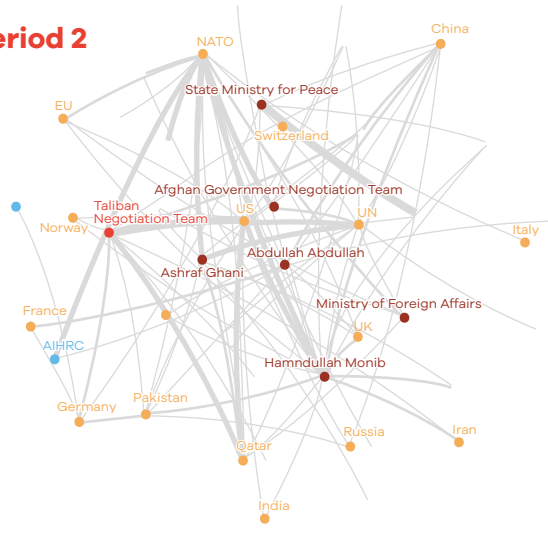 eriod 2
NATO
China
State Ministry for Peace
EU
Switzerland
Afghan Government Negotiation Team
Taliban
Negotiation Team
US
UN
Norway
Italy
Abdullah Abdullah
Ashraf Ghani
Ministry of Foreign Affairs
France
UK
AIHRC
Hamndullah Monib
Pakistan
Germany
Russia
Iran
Qatar
India